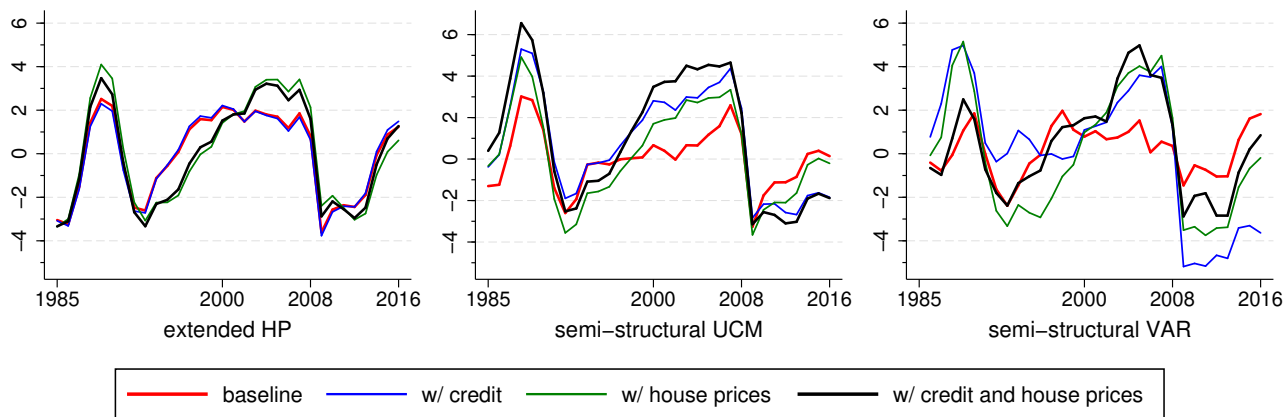 6
4
2
0
−2
−4
1985 2000 2008 2016
extended HP
6
4
2
0
−2
−4
1985 2000 2008 2016
semi−structural UCM
6
4
2
0
−2
−4
1985 2000 2008 2016
semi−structural VAR
baseline w/ credit w/ house prices w/ credit and house prices